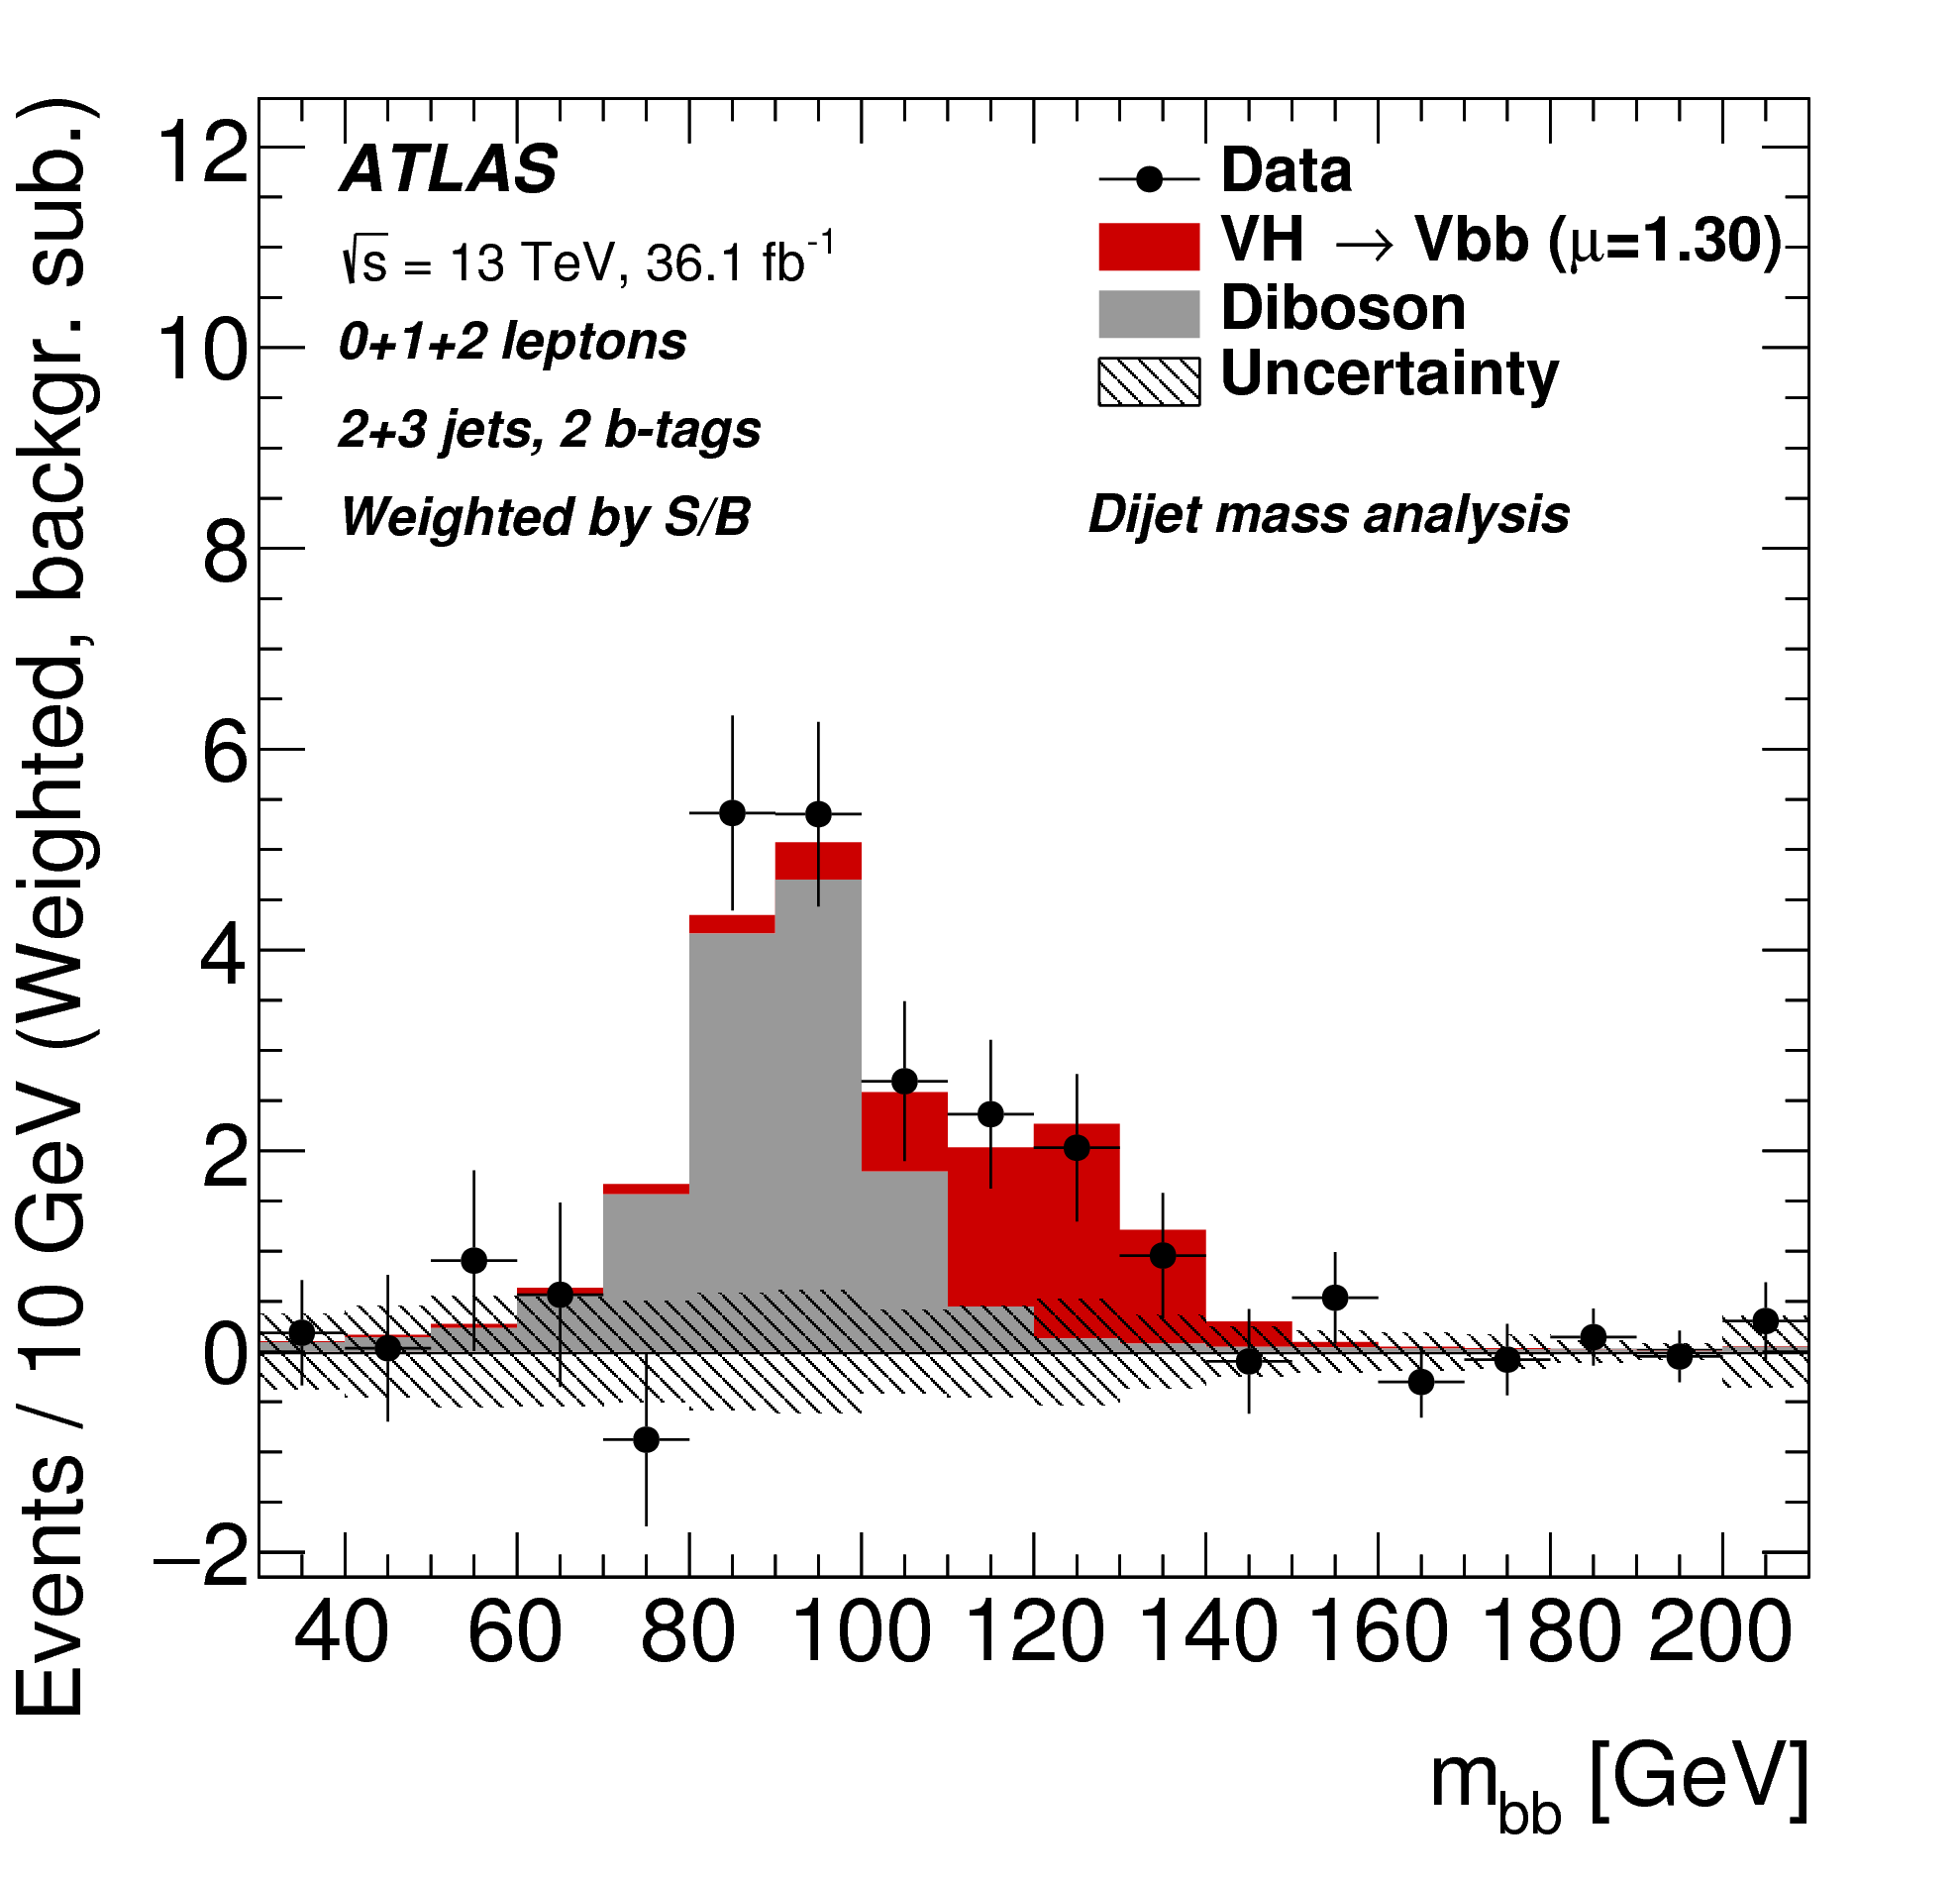 Events / 10 GeV (Weighted, backgr. sub.)
12
10
8
6
4
2
0
−2
ATLAS
√s = 13 TeV, 36.1 fb⁻¹
0+1+2 leptons
2+3 jets, 2 b-tags
Weighted by S/B
Data
VH → Vbb (μ=1.30)
Diboson
Uncertainty
Dijet mass analysis
40 60 80 100 120 140 160 180 200
m_bb [GeV]